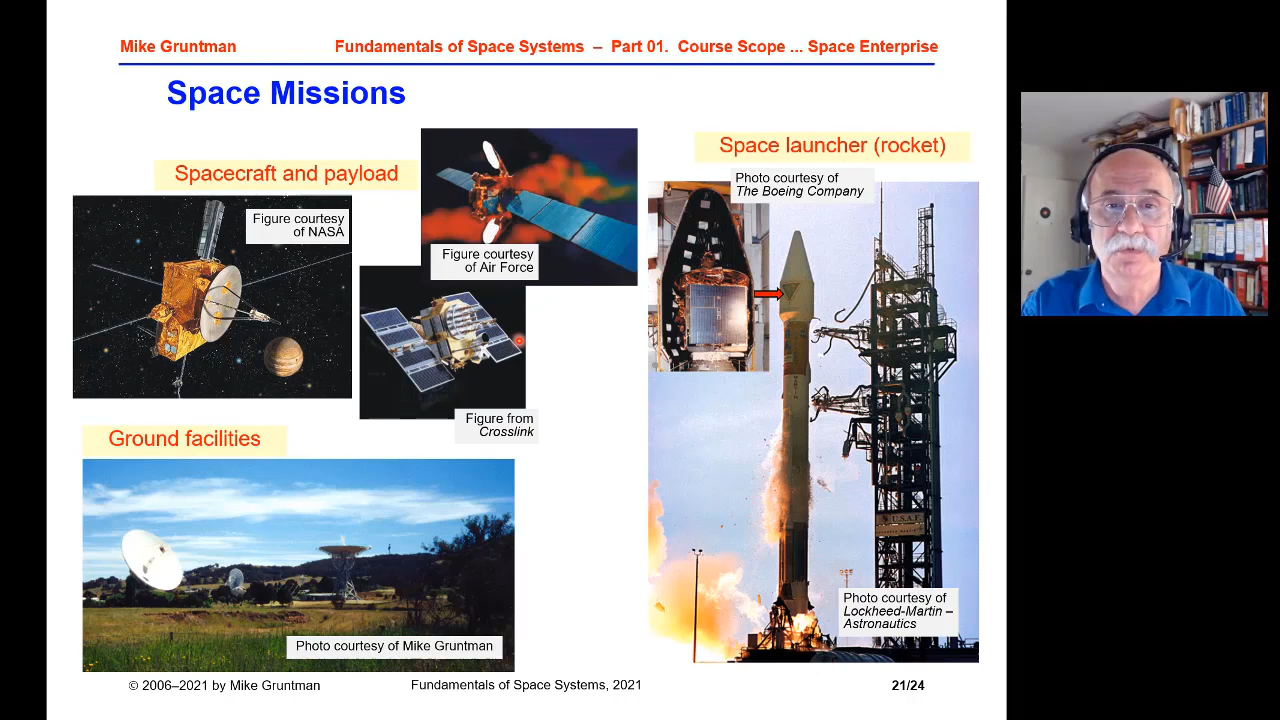 Mike Gruntman
Fundamentals of Space Systems – Part 01. Course Scope ... Space Enterprise
Space Missions
Spacecraft and payload
Figure courtesy
of NASA
Figure courtesy
of Air Force
Figure from
Crosslink
Ground facilities
Photo courtesy of Mike Gruntman
Space launcher (rocket)
Photo courtesy of
The Boeing Company
USAF
Photo courtesy of
Lockheed-Martin –
Astronautics
© 2006–2021 by Mike Gruntman
Fundamentals of Space Systems, 2021
21/24